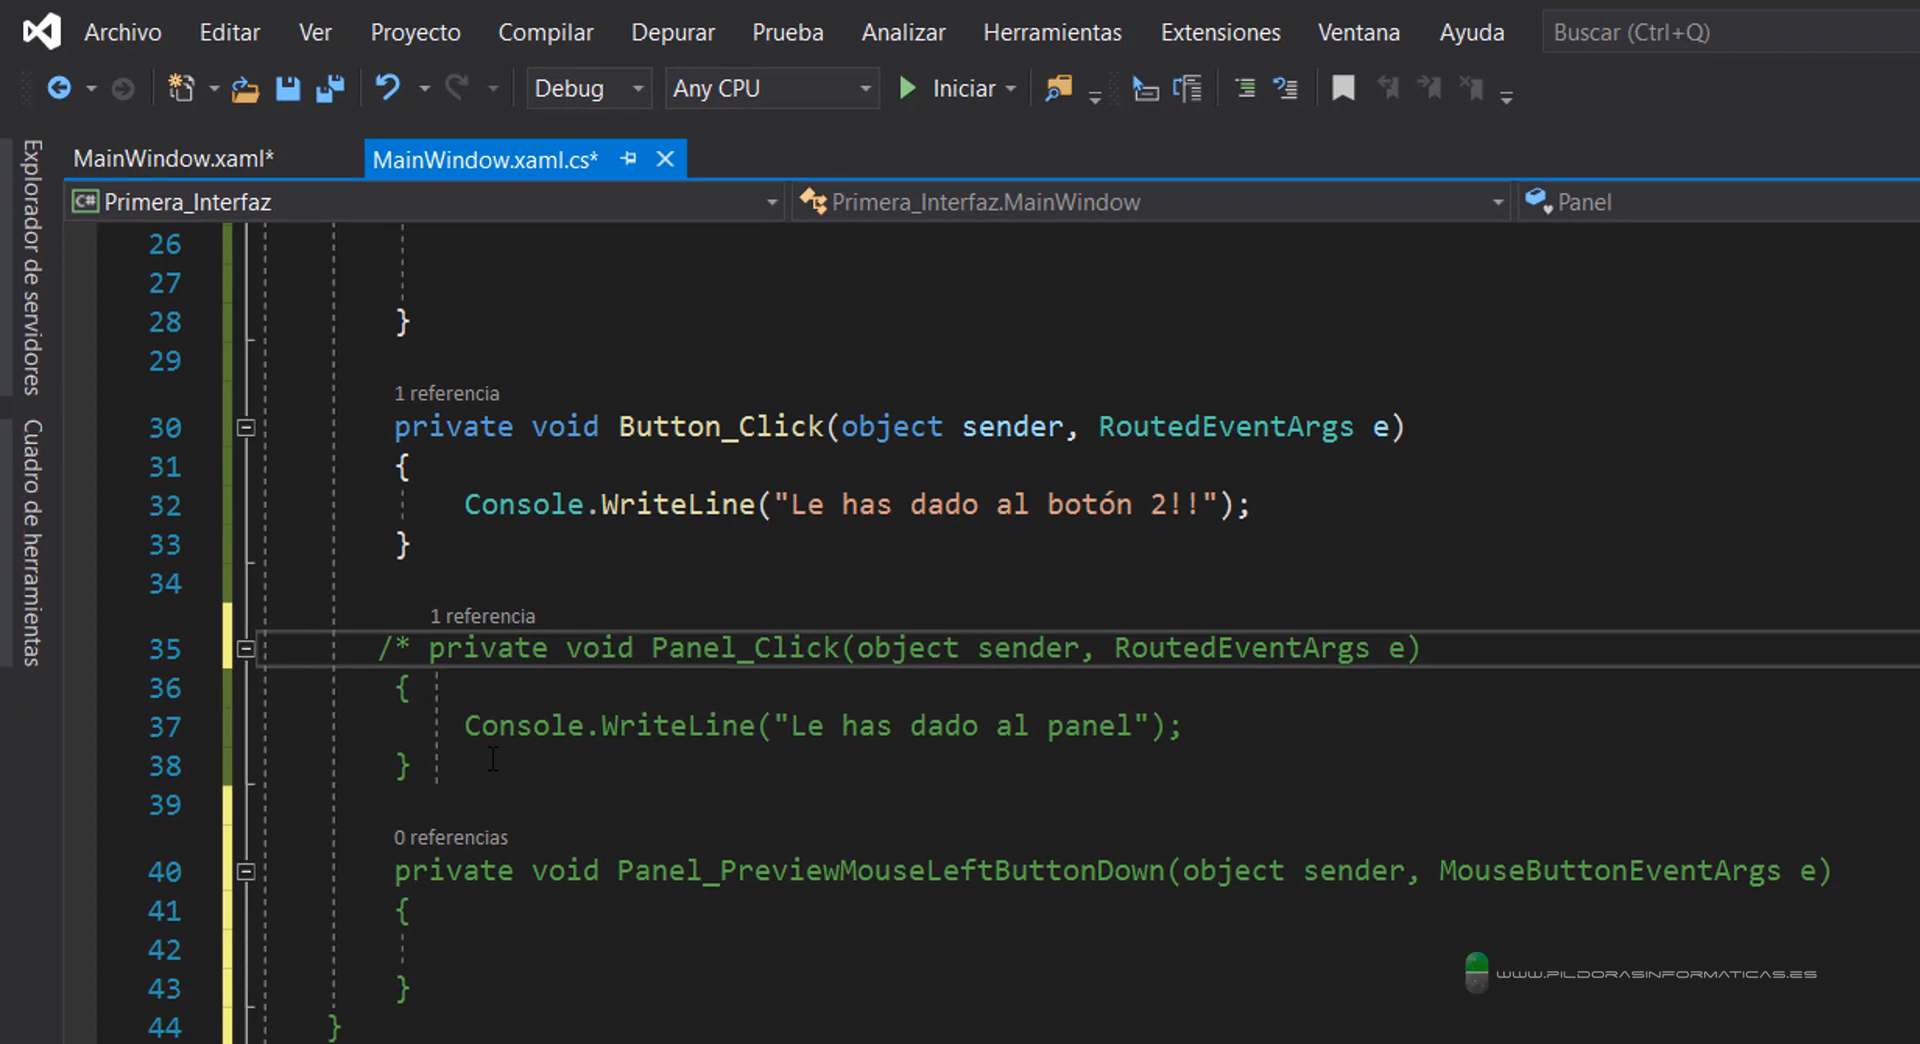 Archivo Editar Ver Proyecto Compilar Depurar Prueba Analizar Herramientas Extensiones Ventana Ayuda Buscar (Ctrl+Q)
Debug Any CPU Iniciar
Explorador de servidores
Cuadro de herramientas
MainWindow.xaml* MainWindow.xaml.cs*
C# Primera_Interfaz Primera_Interfaz.MainWindow Panel
26
27
28 }
29
1 referencia
30 private void Button_Click(object sender, RoutedEventArgs e)
31 {
32 Console.WriteLine("Le has dado al botón 2!!");
33 }
34
1 referencia
35 /* private void Panel_Click(object sender, RoutedEventArgs e)
36 {
37 Console.WriteLine("Le has dado al panel");
38 }
39
0 referencias
40 private void Panel_PreviewMouseLeftButtonDown(object sender, MouseButtonEventArgs e)
41 {
42
43 }
44 }
WWW.PILDORASINFORMATICAS.ES